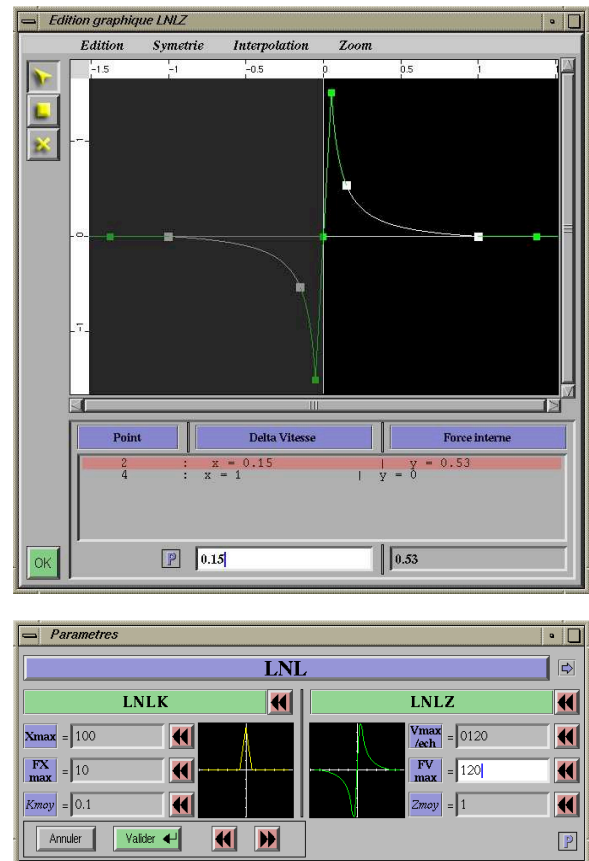 Edition graphique LNLZ
Edition Symetrie Interpolation Zoom
-1.5 -1 -0.5 0 0.5 1
-1-
-0-
-1-
Point Delta Vitesse Force interne
2 : x = 0.15 | y = 0.53
4 : x = 1 | y = 0
OK P 0.15 0.53
Parametres
LNL
LNLK LNLZ
Xmax = 100 Vmax /ech = 0120
FX max = 10 FV max = 120
Kmoy = 0.1 Zmoy = 1
Annuler Valider P